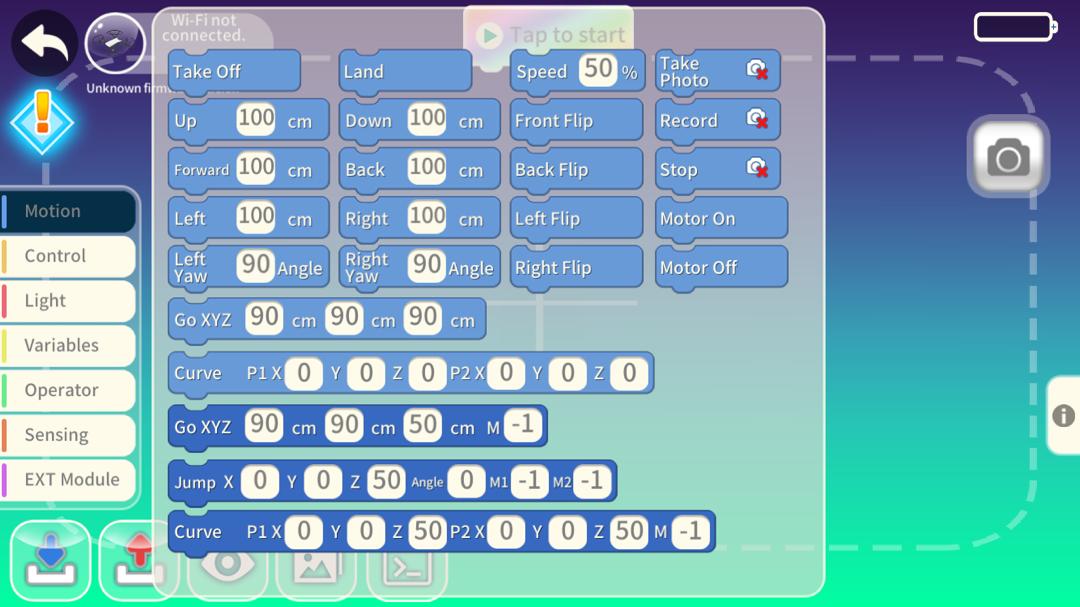 Wi-Fi not
connected.
Tap to start
Unknown firm
Take Off
Land
Speed 50 %
Take
Photo
Up 100 cm
Down 100 cm
Front Flip
Record
Forward 100 cm
Back 100 cm
Back Flip
Stop
Left 100 cm
Right 100 cm
Left Flip
Motor On
Left
Yaw 90 Angle
Right
Yaw 90 Angle
Right Flip
Motor Off
Go XYZ 90 cm 90 cm 90 cm
Curve P1 X 0 Y 0 Z 0 P2 X 0 Y 0 Z 0
Go XYZ 90 cm 90 cm 50 cm M -1
Jump X 0 Y 0 Z 50 Angle 0 M1 -1 M2 -1
Curve P1 X 0 Y 0 Z 50 P2 X 0 Y 0 Z 50 M -1
Motion
Control
Light
Variables
Operator
Sensing
EXT Module